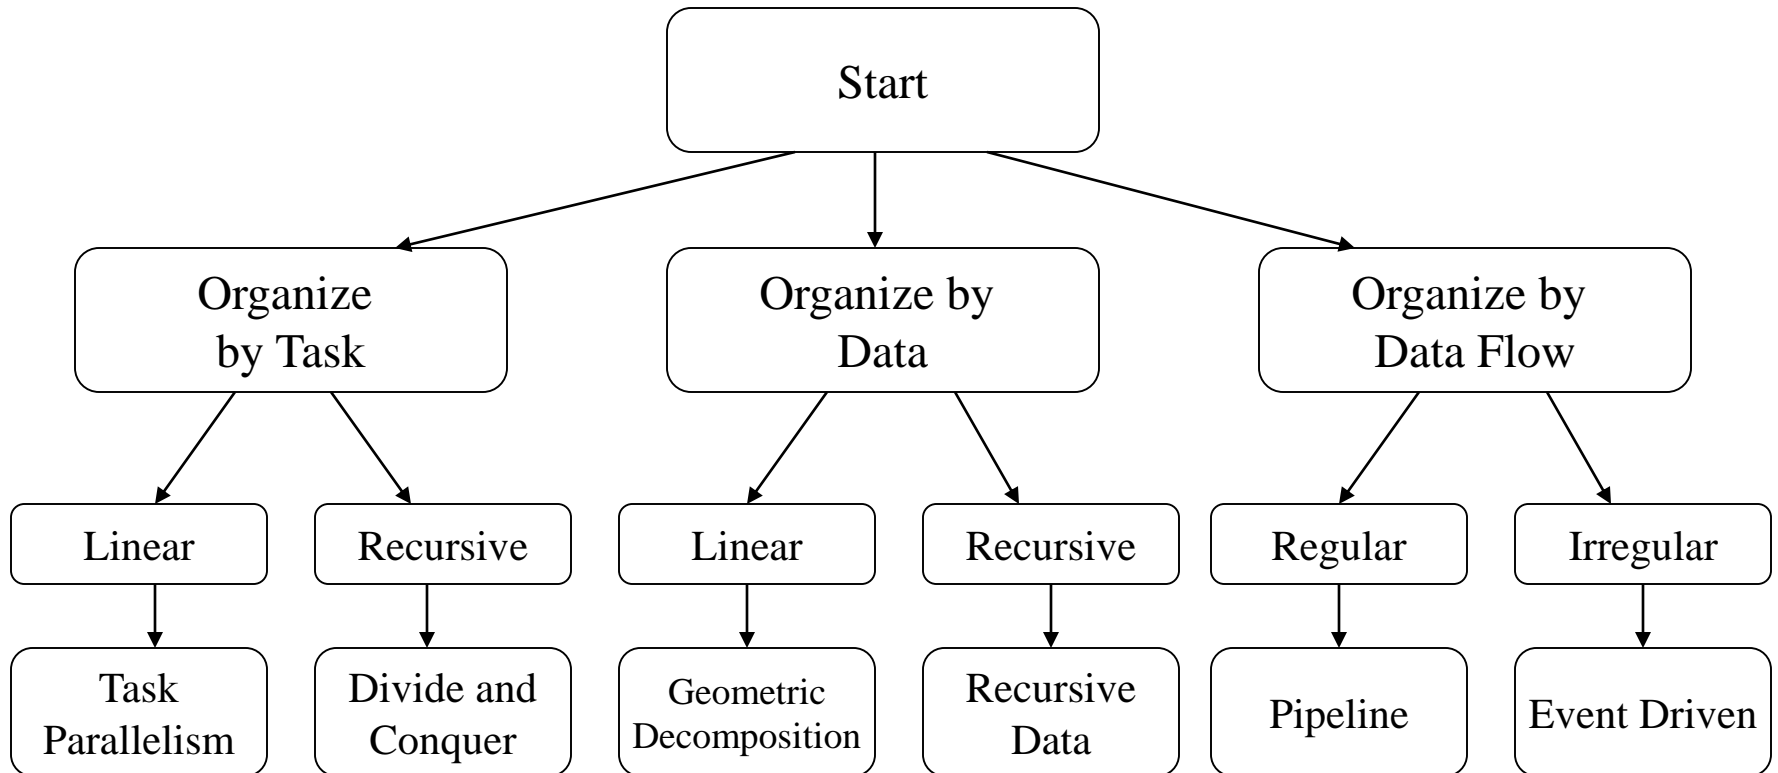 Start
Organize
by Task
Organize by
Data
Organize by
Data Flow
Linear
Recursive
Linear
Recursive
Regular
Irregular
Task
Parallelism
Divide and
Conquer
Geometric
Decomposition
Recursive
Data
Pipeline
Event Driven